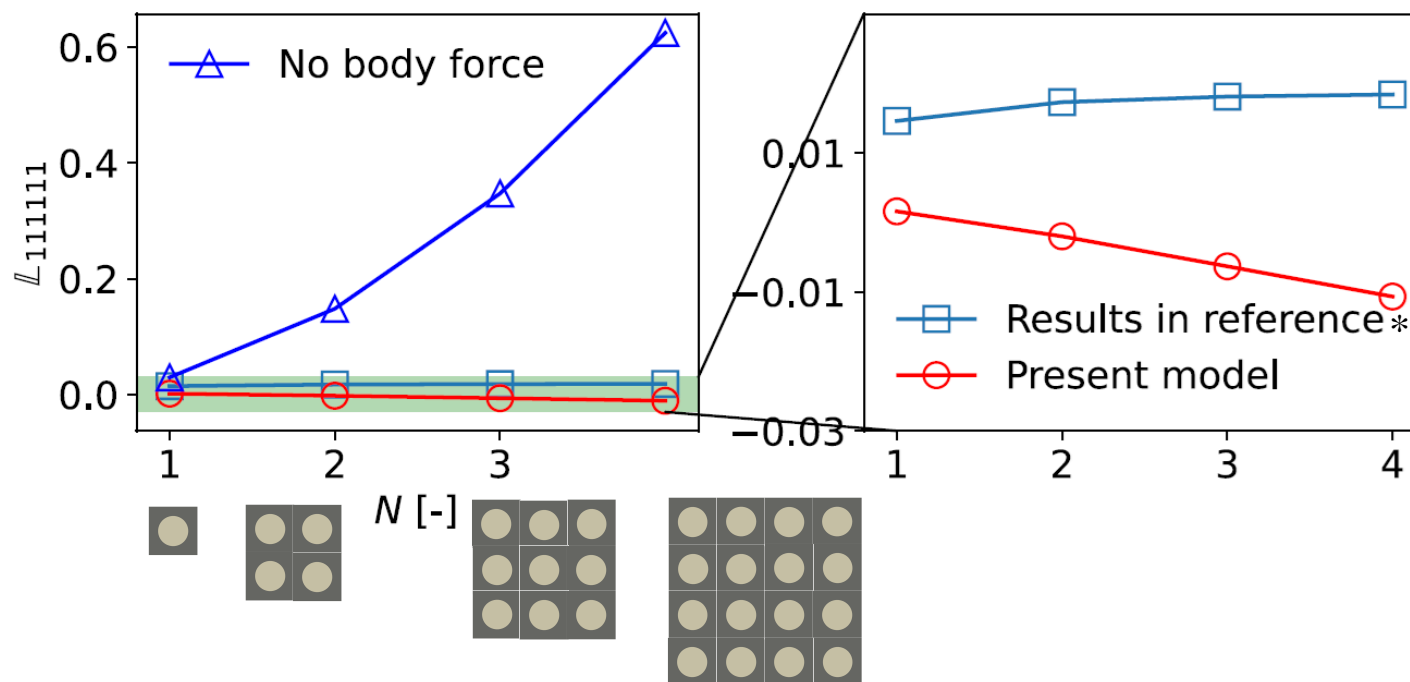 0.6
0.4
0.2
0.0
𝕃111111
No body force
1 2 3
N [-]
0.01
−0.01
−0.03
Results in reference *
Present model
1 2 3 4